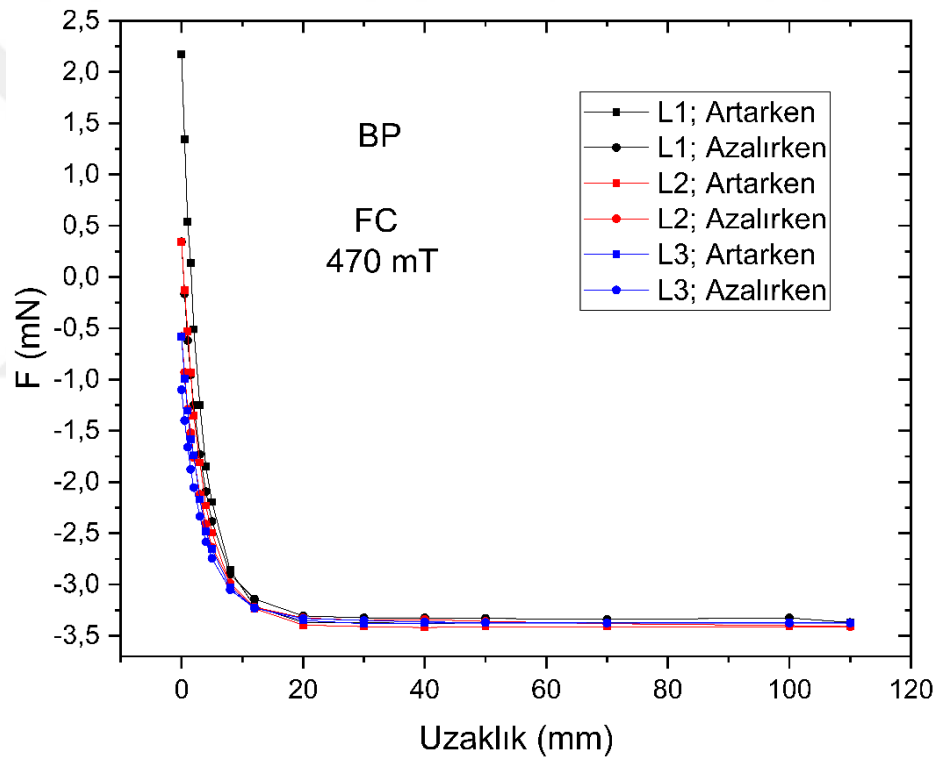 2,5
2,0
1,5
1,0
0,5
0,0
-0,5
-1,0
-1,5
-2,0
-2,5
-3,0
-3,5
F (mN)
BP
FC
470 mT
L1; Artarken
L1; Azalırken
L2; Artarken
L2; Azalırken
L3; Artarken
L3; Azalırken
0 20 40 60 80 100 120
Uzaklık (mm)